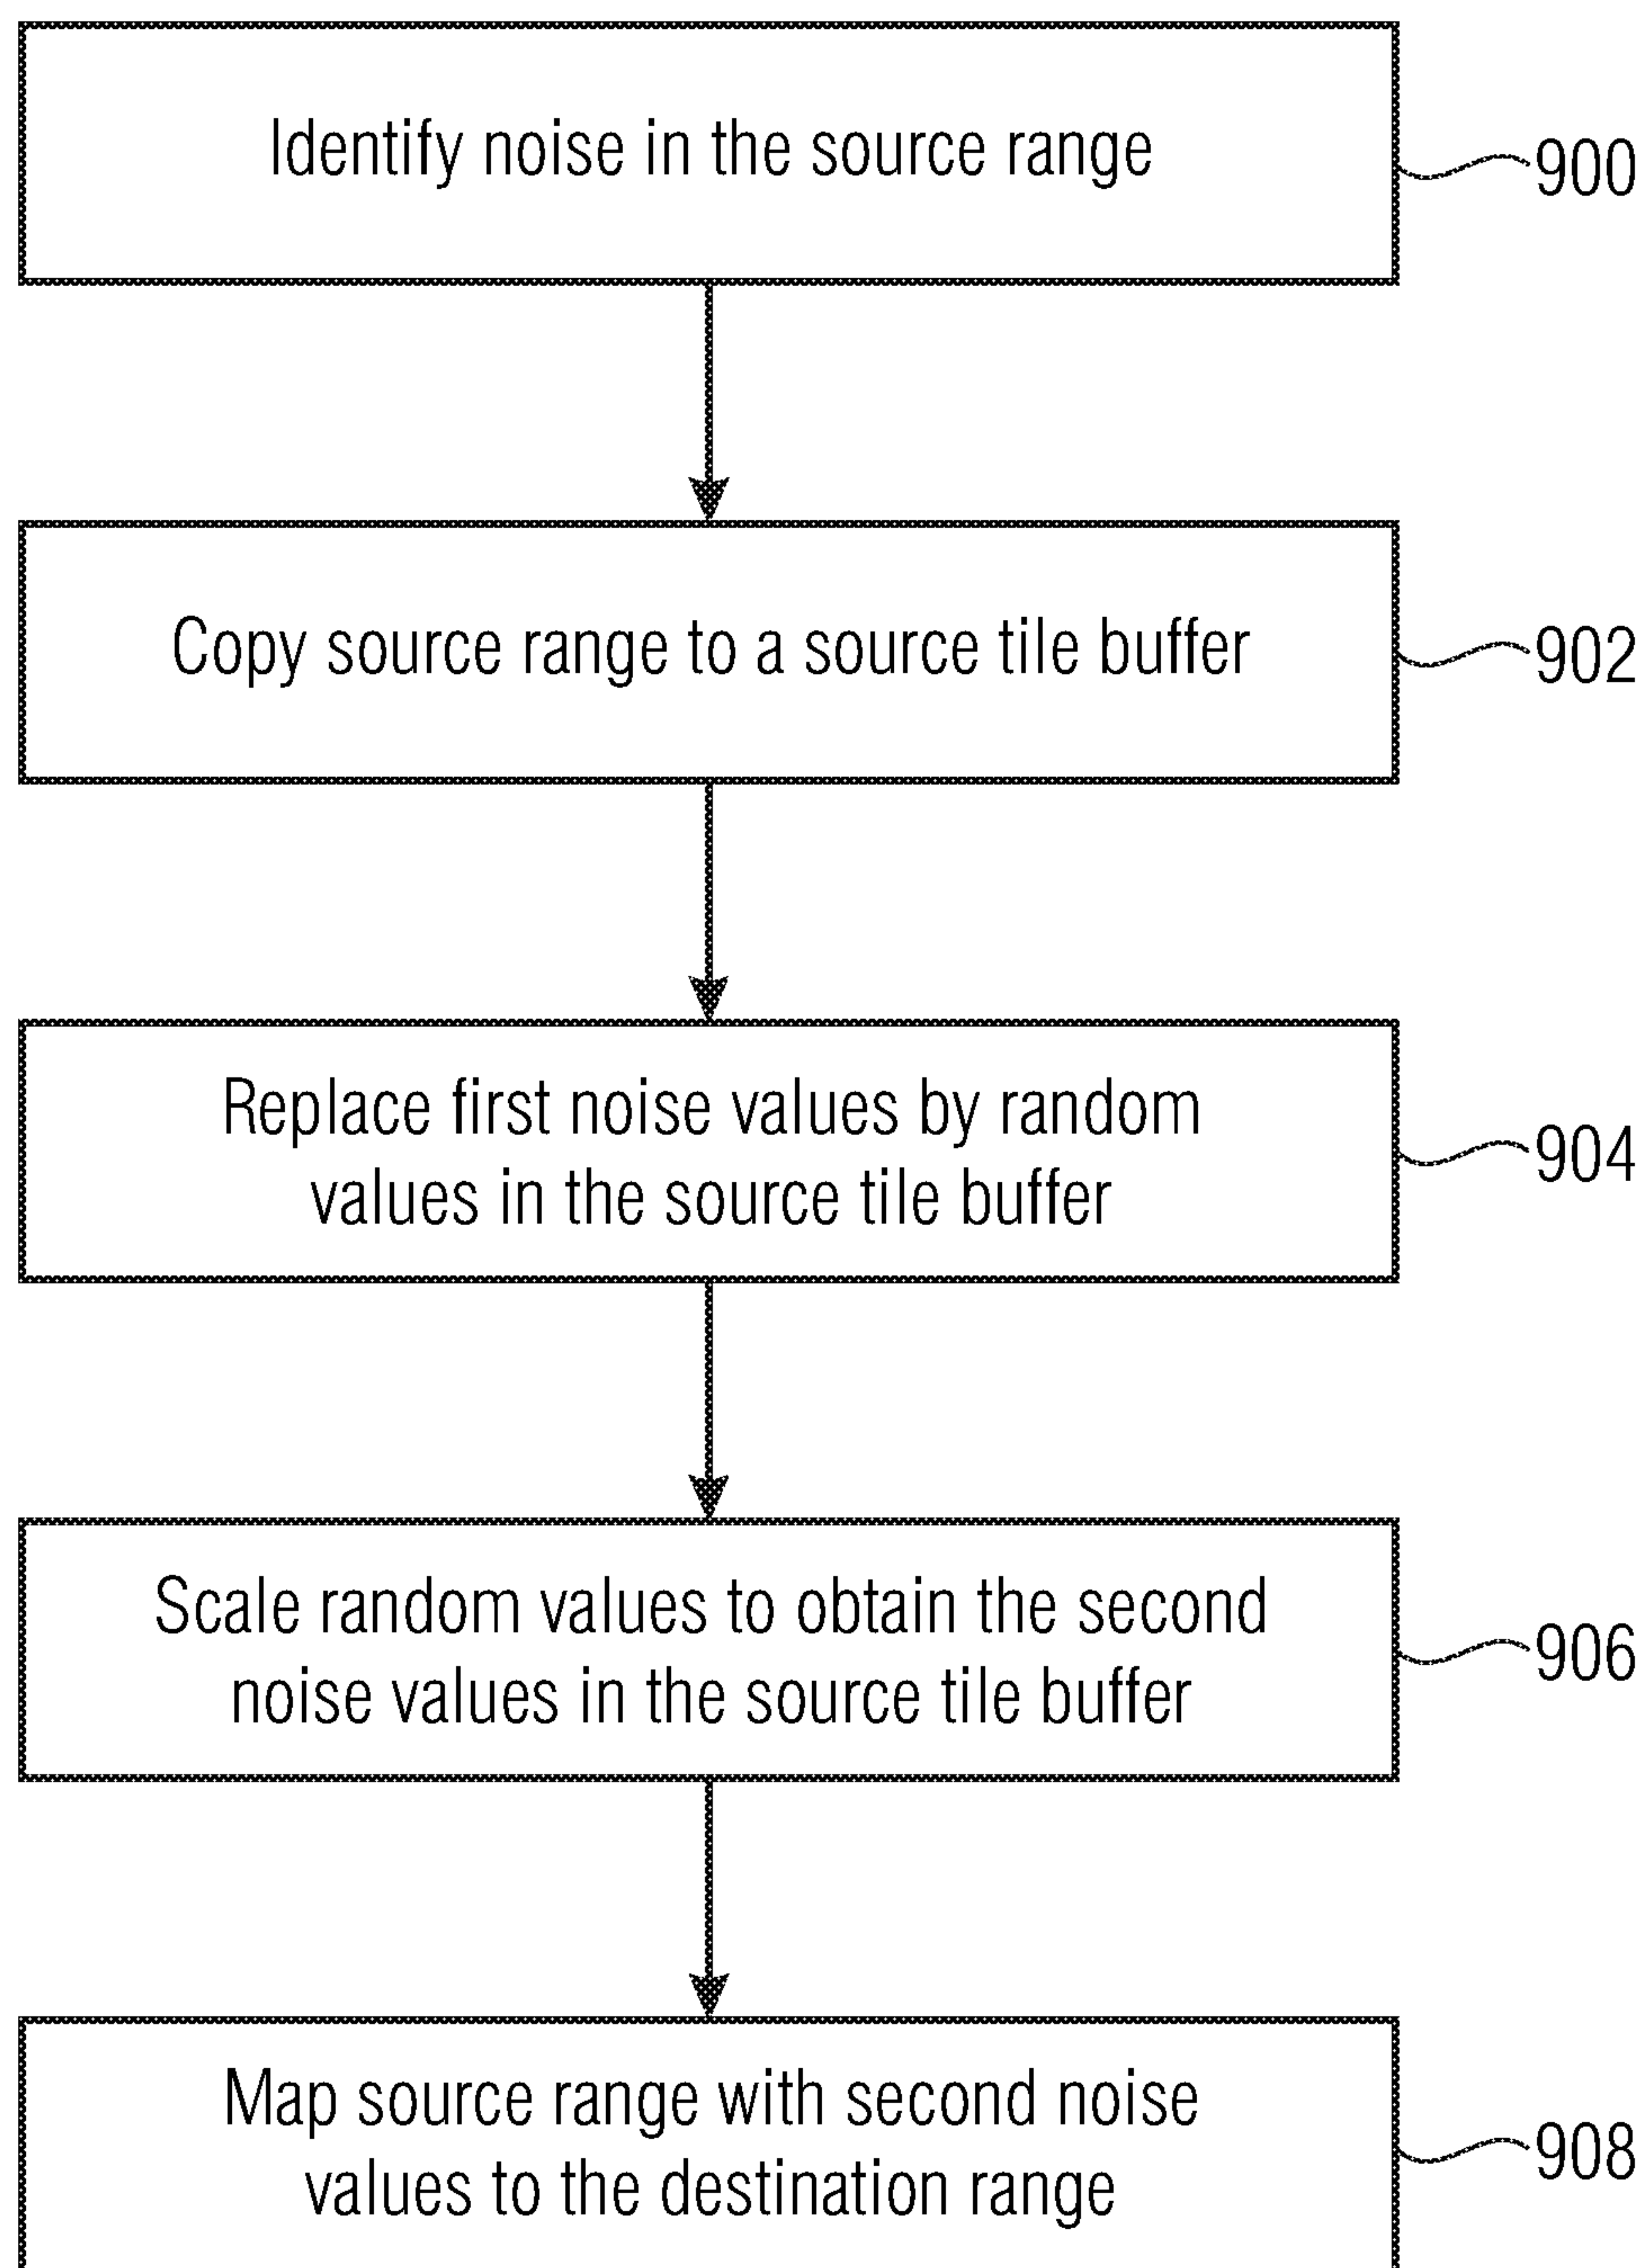 Identify noise in the source range
900
Copy source range to a source tile buffer
902
Replace first noise values by random
values in the source tile buffer
904
Scale random values to obtain the second
noise values in the source tile buffer
906
Map source range with second noise
values to the destination range
908